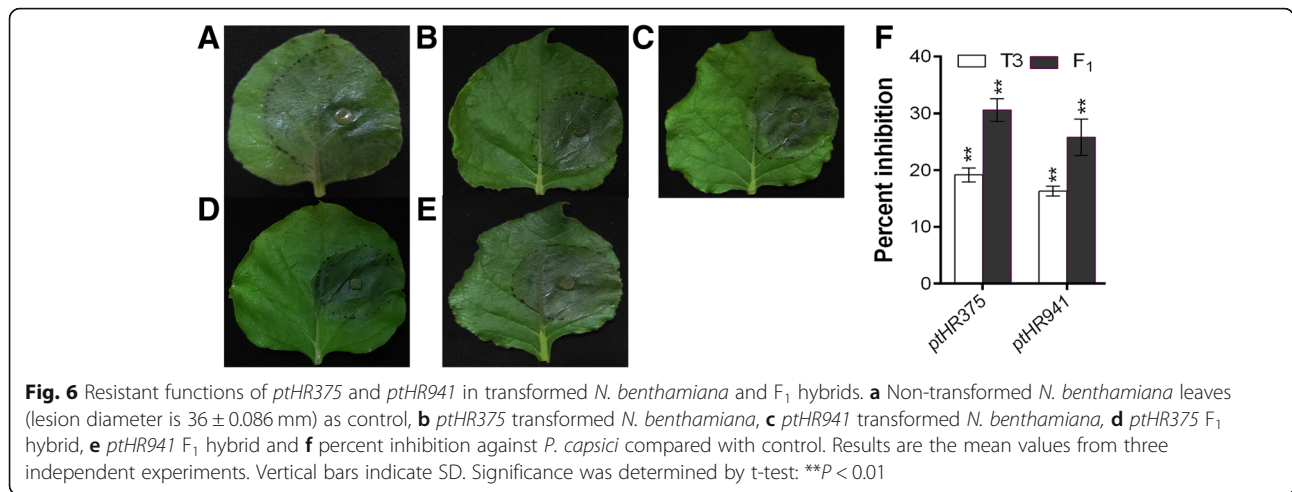 A
B
C
D
E
F
T3 F₁
Percent inhibition
40
30
20
10
0
**
**
**
**
ptHR375
ptHR941
Fig. 6 Resistant functions of ptHR375 and ptHR941 in transformed N. benthamiana and F₁ hybrids. a Non-transformed N. benthamiana leaves
(lesion diameter is 36 ± 0.086 mm) as control, b ptHR375 transformed N. benthamiana, c ptHR941 transformed N. benthamiana, d ptHR375 F₁
hybrid, e ptHR941 F₁ hybrid and f percent inhibition against P. capsici compared with control. Results are the mean values from three
independent experiments. Vertical bars indicate SD. Significance was determined by t-test: **P < 0.01